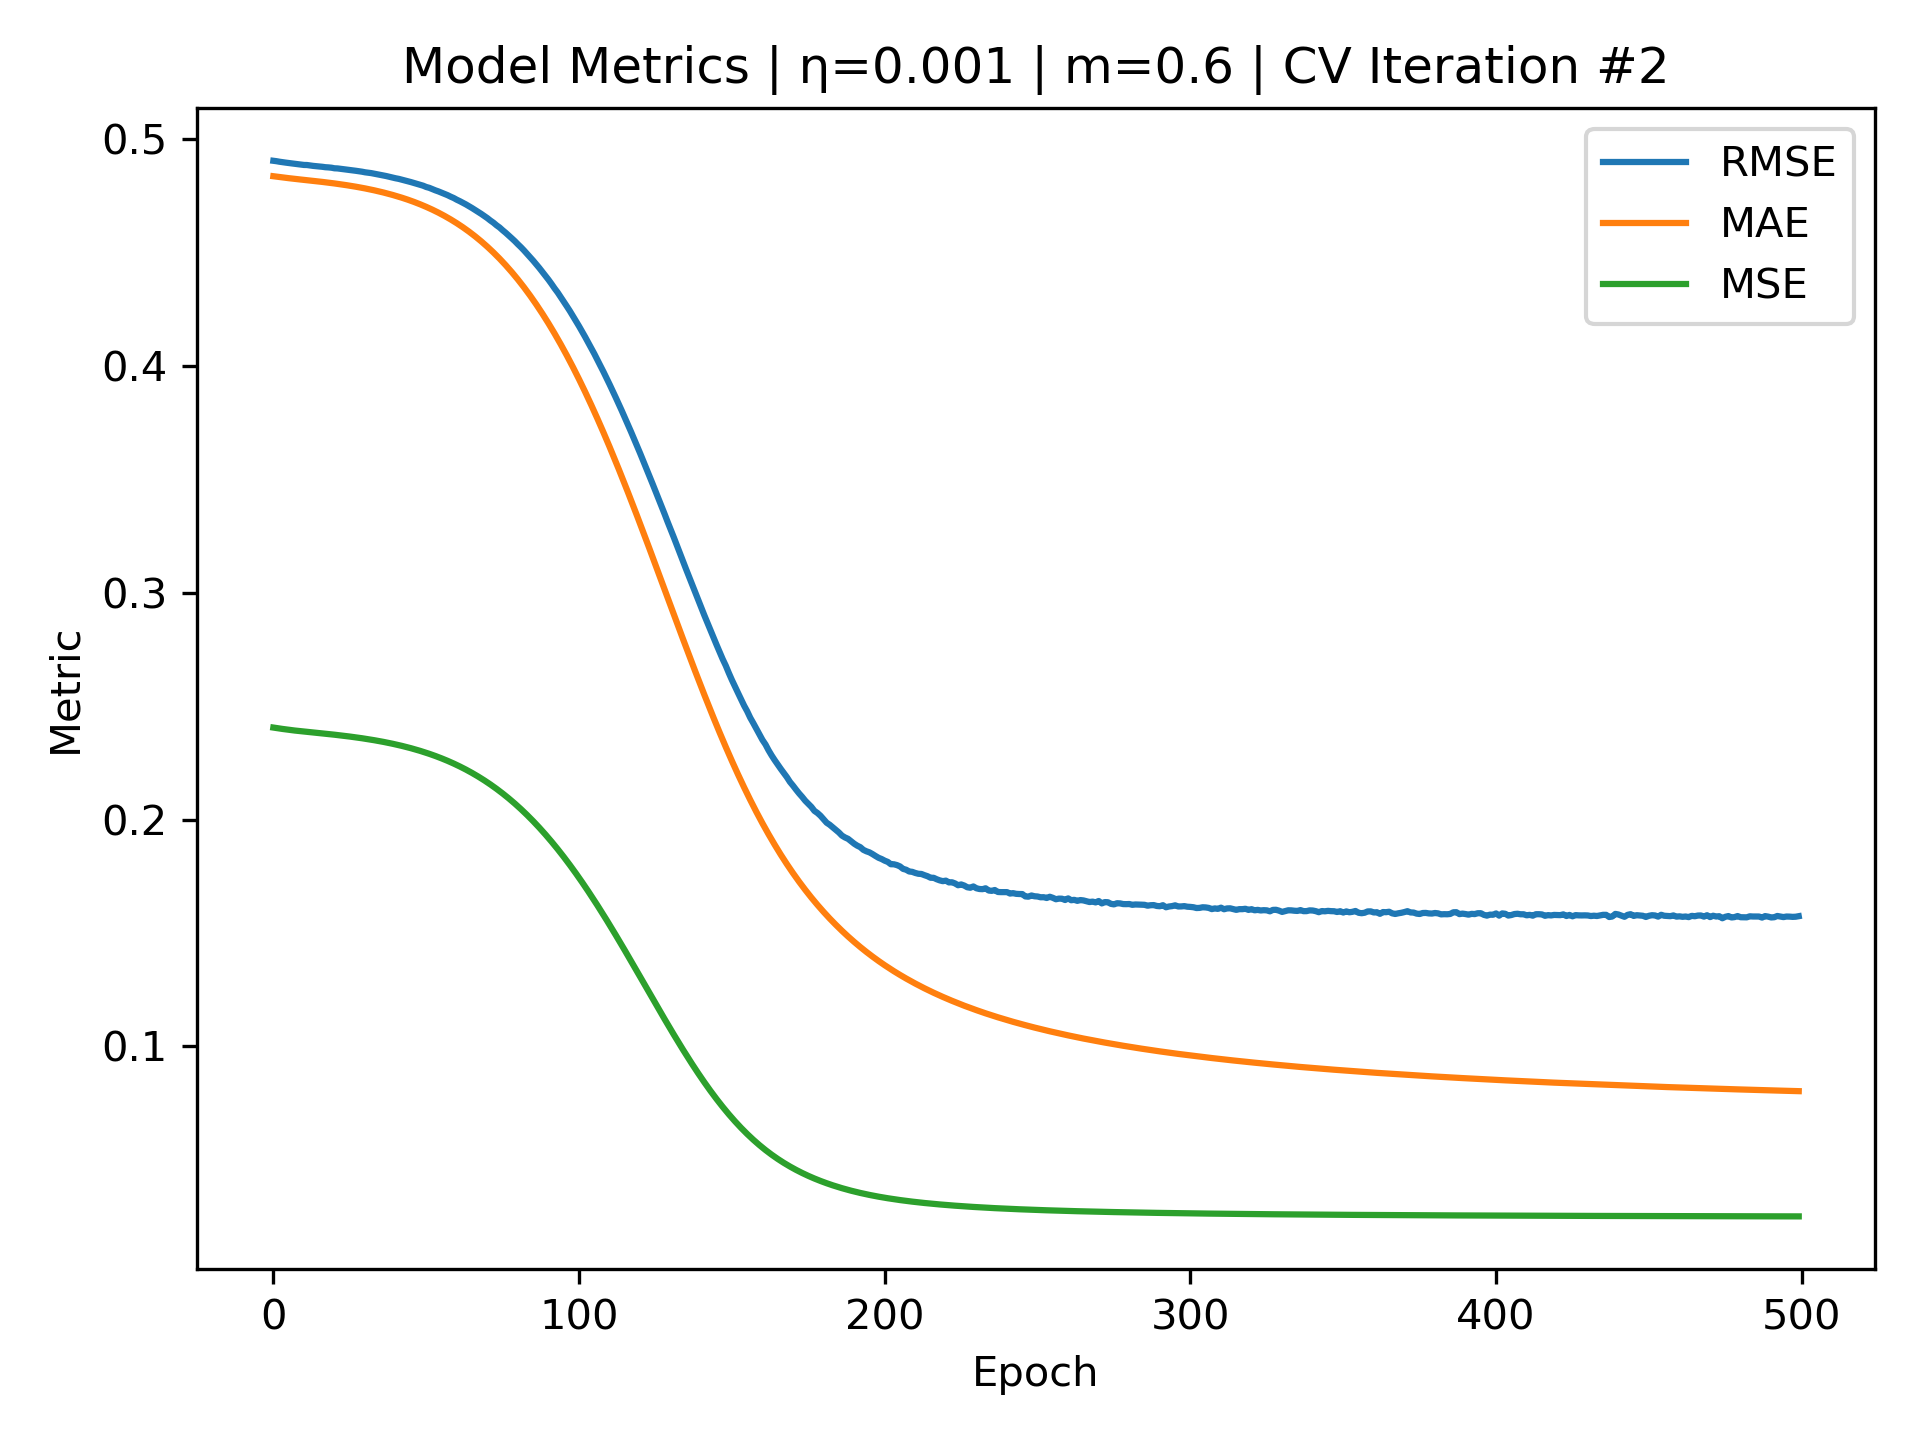 Model Metrics | η=0.001 | m=0.6 | CV Iteration #2
RMSE
MAE
MSE
0.5
0.4
0.3
0.2
0.1
Metric
0 100 200 300 400 500
Epoch